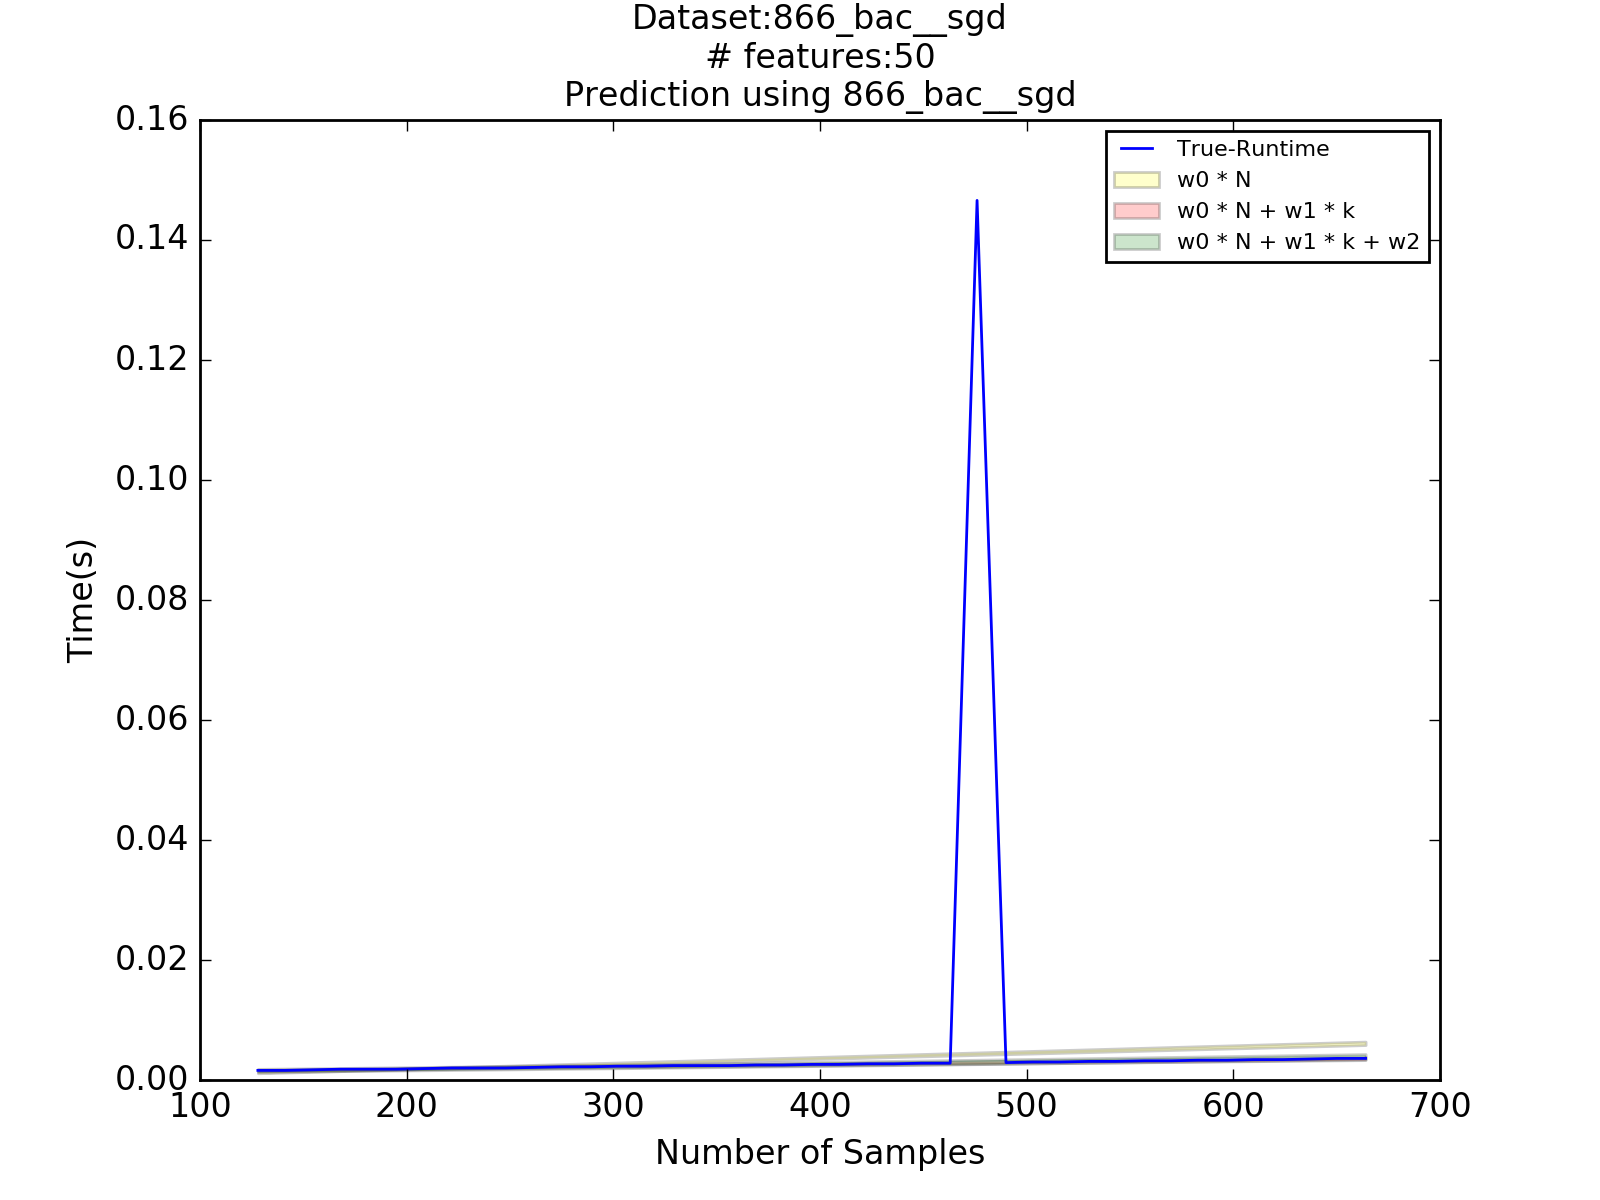 Dataset:866_bac__sgd
# features:50
Prediction using 866_bac__sgd
True-Runtime
w0 * N
w0 * N + w1 * k
w0 * N + w1 * k + w2
0.16
0.14
0.12
0.10
0.08
0.06
0.04
0.02
0.00
Time(s)
100 200 300 400 500 600 700
Number of Samples